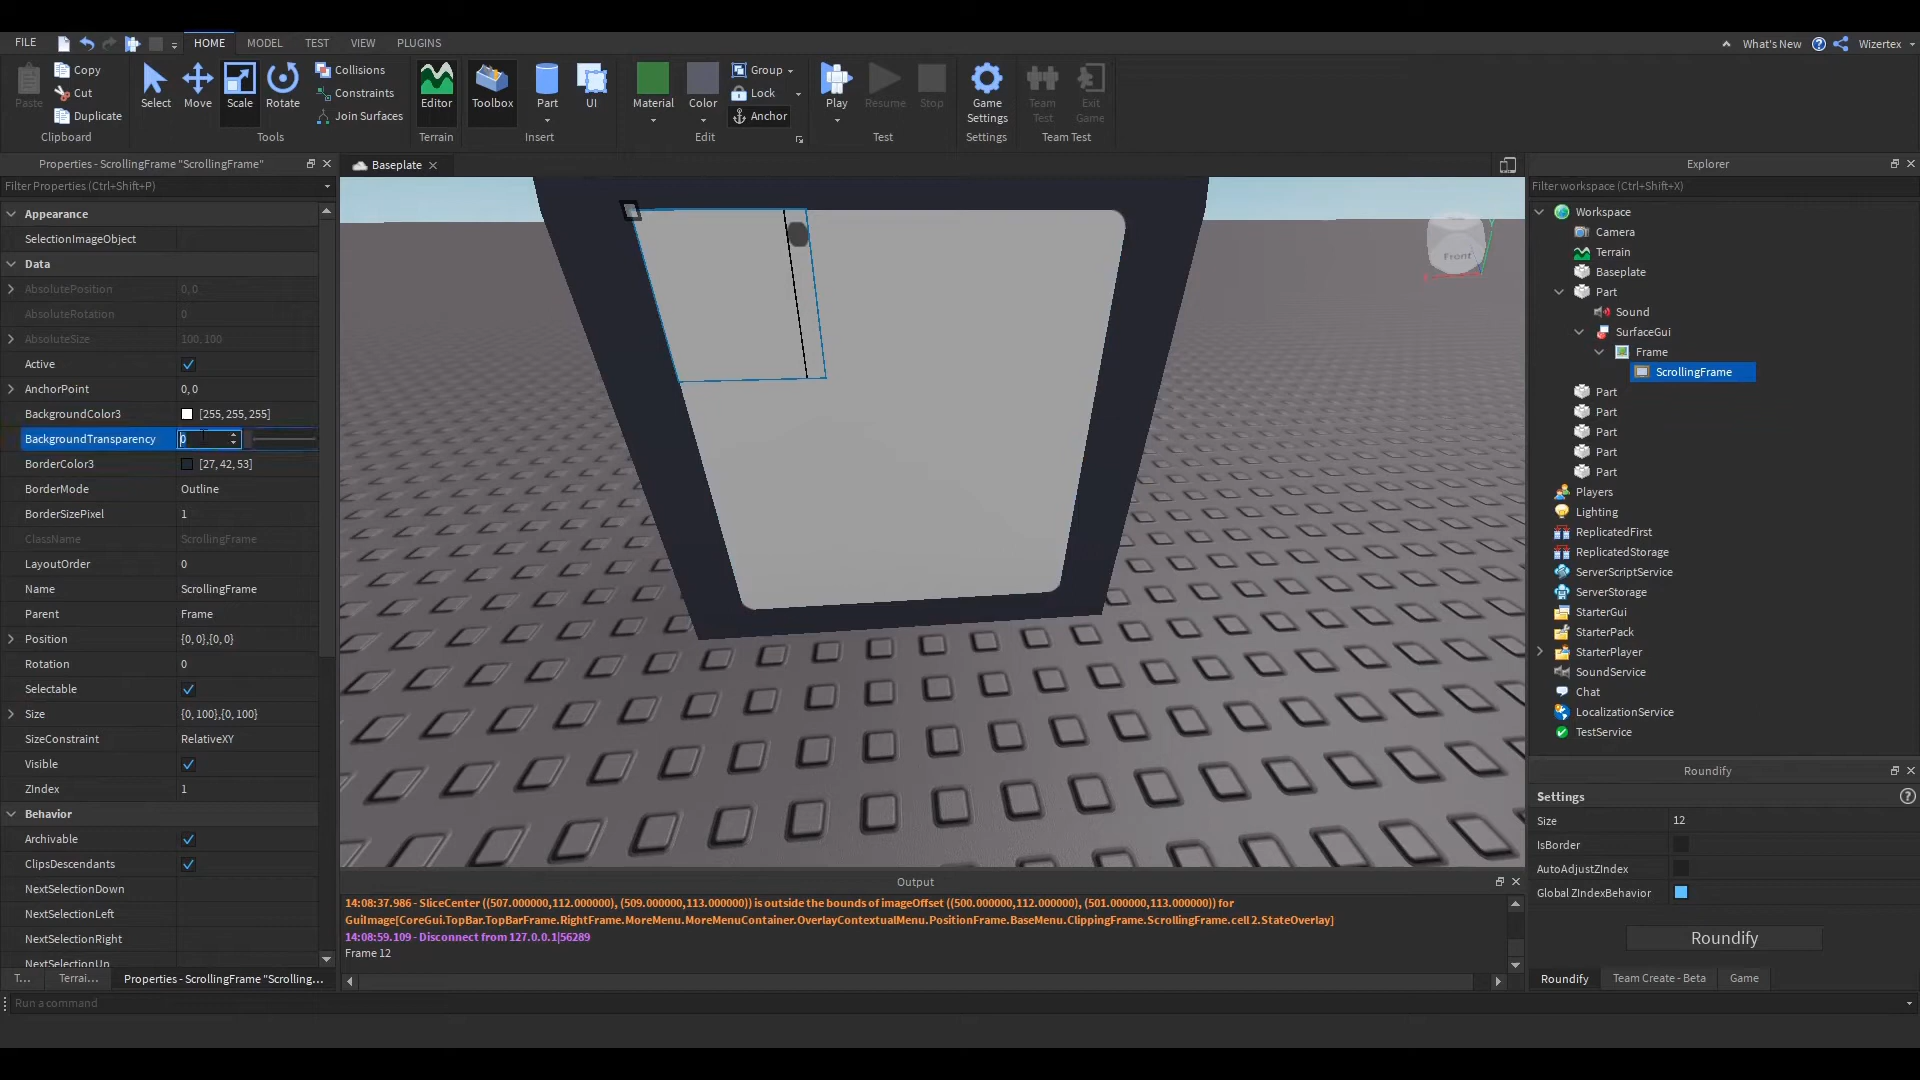 FILE
HOME
MODEL
TEST
VIEW
PLUGINS
What's New
Wizertex
Paste
Copy
Cut
Duplicate
Clipboard
Select
Move
Scale
Rotate
Collisions
Constraints
Join Surfaces
Tools
Editor
Terrain
Toolbox
Part
UI
Insert
Material
Color
Group
Lock
Anchor
Edit
Play
Resume
Stop
Test
Game
Settings
Settings
Team
Test
Exit
Game
Team Test
Properties - ScrollingFrame "ScrollingFrame"
Filter Properties (Ctrl+Shift+P)
Appearance
SelectionImageObject
Data
AbsolutePosition 0, 0
AbsoluteRotation 0
AbsoluteSize 100, 100
Active
AnchorPoint 0, 0
BackgroundColor3 [255, 255, 255]
BackgroundTransparency 0
BorderColor3 [27, 42, 53]
BorderMode Outline
BorderSizePixel 1
ClassName ScrollingFrame
LayoutOrder 0
Name ScrollingFrame
Parent Frame
Position {0, 0},{0, 0}
Rotation 0
Selectable
Size {0, 100},{0, 100}
SizeConstraint RelativeXY
Visible
ZIndex 1
Behavior
Archivable
ClipsDescendants
NextSelectionDown
NextSelectionLeft
NextSelectionRight
NextSelectionUp
T...
Terrai...
Properties - ScrollingFrame "Scrolling...
Run a command
Baseplate
Front
Output
14:08:37.986 - SliceCenter ((507.000000,112.000000), (509.000000,113.000000)) is outside the bounds of imageOffset ((500.000000,112.000000), (501.000000,113.000000)) for
GuiImage[CoreGui.TopBar.TopBarFrame.RightFrame.MoreMenu.MoreMenuContainer.OverlayContextualMenu.PositionFrame.BaseMenu.ClippingFrame.ScrollingFrame.cell 2.StateOverlay]
14:08:59.109 - Disconnect from 127.0.0.1|56289
Frame 12
Explorer
Filter workspace (Ctrl+Shift+X)
Workspace
Camera
Terrain
Baseplate
Part
Sound
SurfaceGui
Frame
ScrollingFrame
Part
Part
Part
Part
Part
Players
Lighting
ReplicatedFirst
ReplicatedStorage
ServerScriptService
ServerStorage
StarterGui
StarterPack
StarterPlayer
SoundService
Chat
LocalizationService
TestService
Roundify
Settings
Size 12
IsBorder
AutoAdjustZIndex
Global ZIndexBehavior
Roundify
Roundify
Team Create - Beta
Game